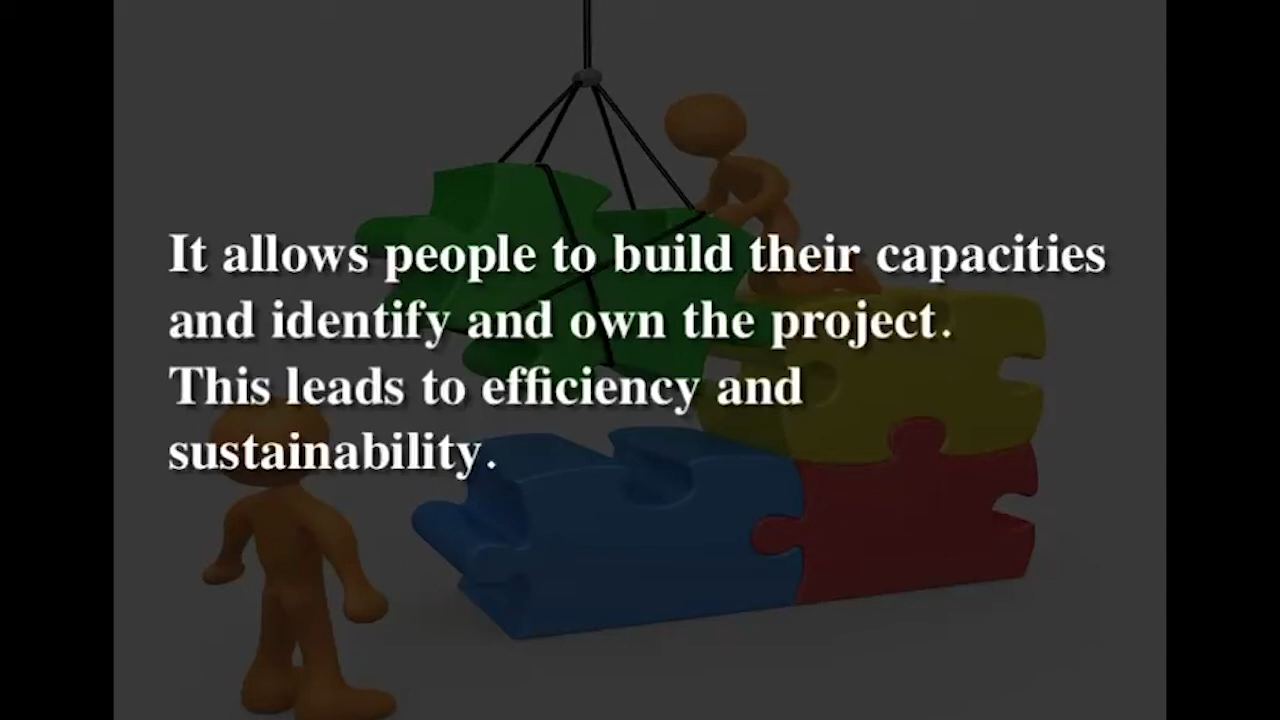 It allows people to build their capacities
and identify and own the project.
This leads to efficiency and
sustainability.